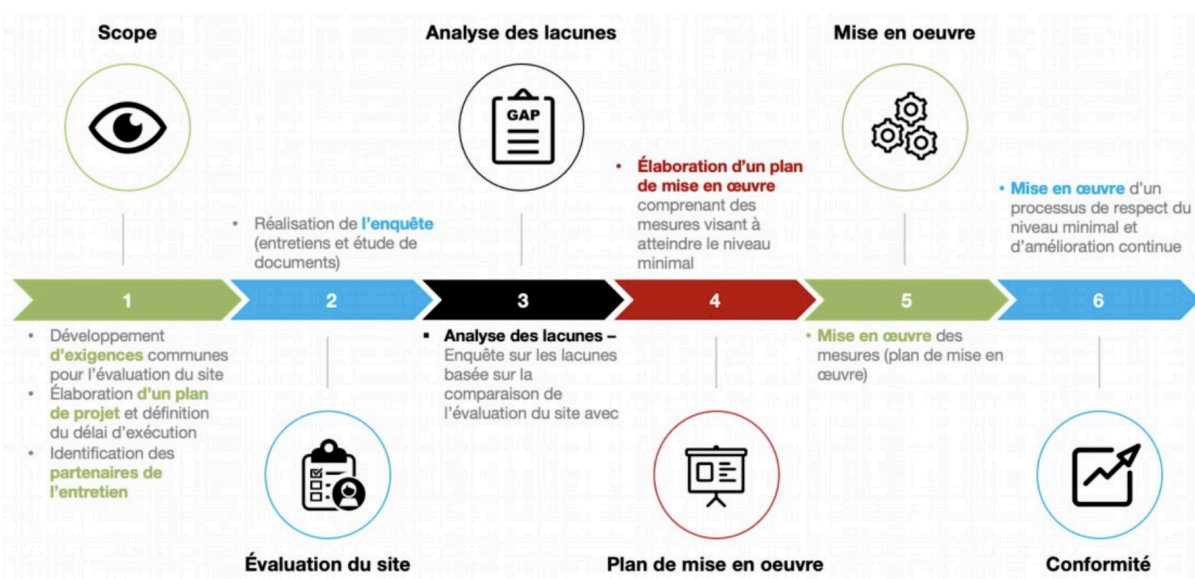 Scope
Analyse des lacunes
Mise en oeuvre
GAP
• Réalisation de l'enquête
(entretiens et étude de
documents)
• Élaboration d'un plan
de mise en œuvre
comprenant des
mesures visant à
atteindre le niveau
minimal
• Mise en œuvre d'un
processus de respect du
niveau minimal et
d'amélioration continue
1
2
3
4
5
6
• Développement
d'exigences communes
pour l'évaluation du site
• Élaboration d'un plan
de projet et définition
du délai d'exécution
• Identification des
partenaires de
l'entretien
▪ Analyse des lacunes –
Enquête sur les lacunes
basée sur la
comparaison de
l'évaluation du site avec
• Mise en œuvre des
mesures (plan de mise en
œuvre)
Évaluation du site
Plan de mise en oeuvre
Conformité